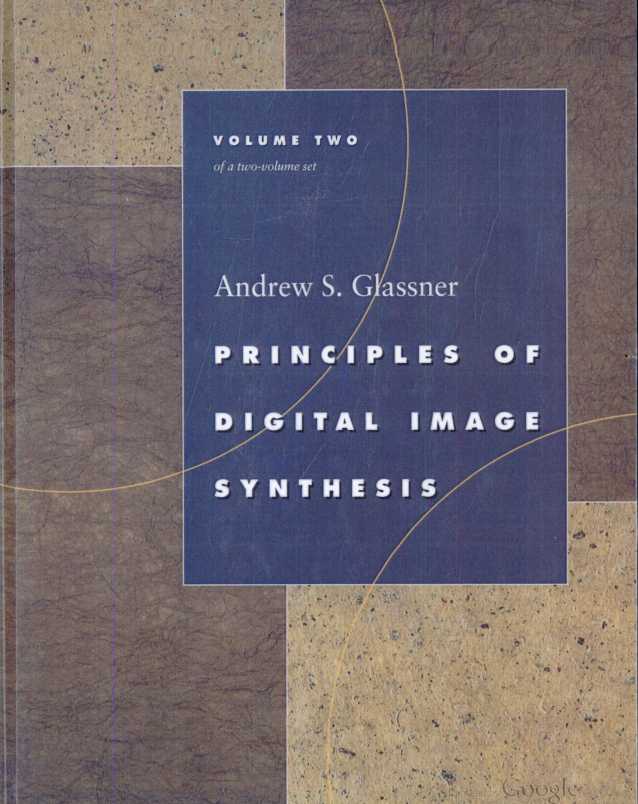 VOLUME TWO
of a two-volume set
Andrew S. Glassner
PRINCIPLES OF
DIGITAL IMAGE
SYNTHESIS
Google